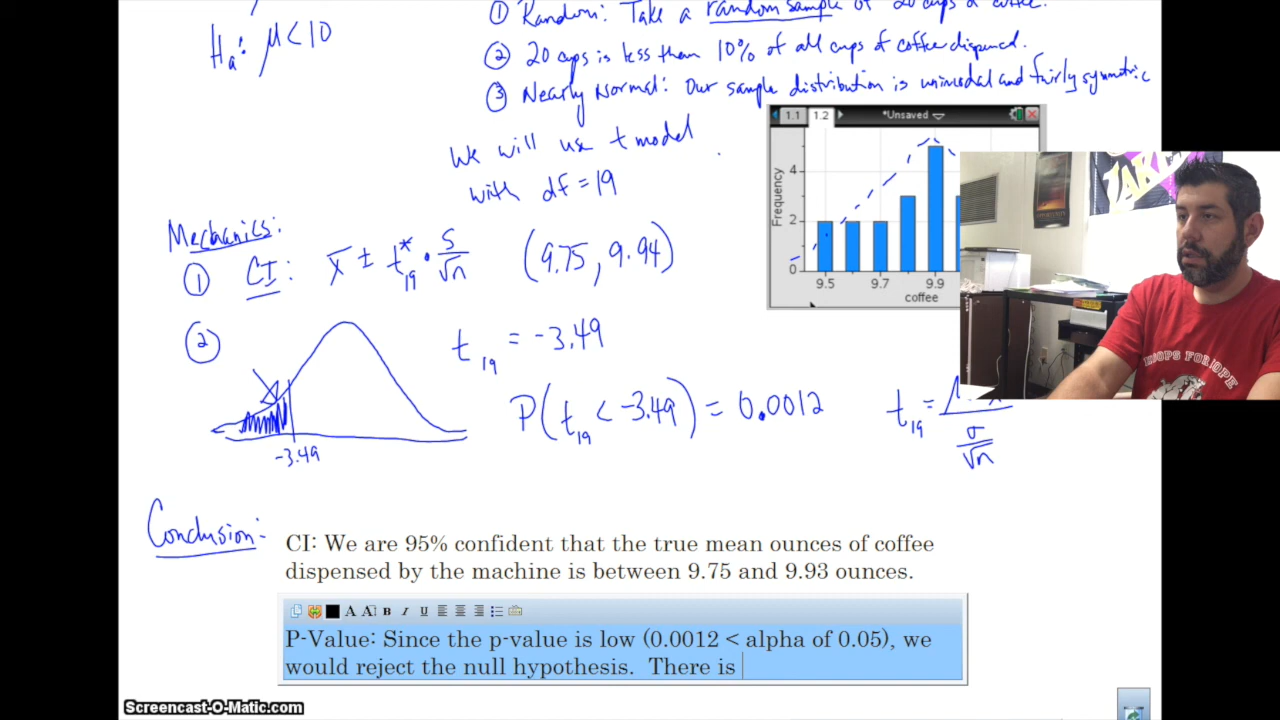 ① Random: Take a random sample of 20 cups of coffee.
Ha: μ < 10
② 20 cups is less than 10% of all cups of coffee dispensed.
③ Nearly Normal: Our sample distribution is unimodal and fairly symmetric
We will use t model
with df = 19
1.1 1.2 *Unsaved
Frequency
4
2
0
9.5 9.7 9.9
coffee
Mechanics:
① CI: x̄ ± t*19 · s/√n (9.75, 9.94)
② t19 = -3.49
P(t19 < -3.49) = 0.0012
t19 =
σ/√n
-3.49
TROOPS FOR HOPE
Conclusion:
CI: We are 95% confident that the true mean ounces of coffee
dispensed by the machine is between 9.75 and 9.93 ounces.
A A B I U
P-Value: Since the p-value is low (0.0012 < alpha of 0.05), we
would reject the null hypothesis. There is
Screencast-O-Matic.com